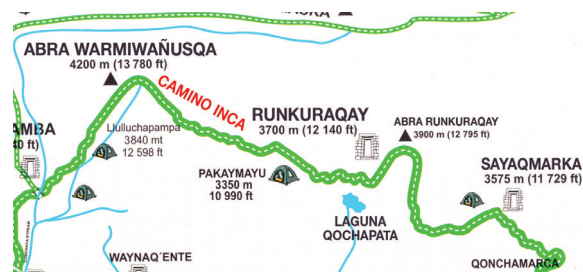 ABRA WARMIWAÑUSQA
4200 m (13 780 ft)
CAMINO INCA
Llulluchapampa
3840 mt
12 598 ft
RUNKURAQAY
3700 m (12 140 ft)
ABRA RUNKURAQAY
3900 m (12 795 ft)
PAKAYMAYU
3350 m
10 990 ft
SAYAQMARKA
3575 m (11 729 ft)
LAGUNA
QOCHAPATA
WAYNAQ´ENTE
QONCHAMARCA